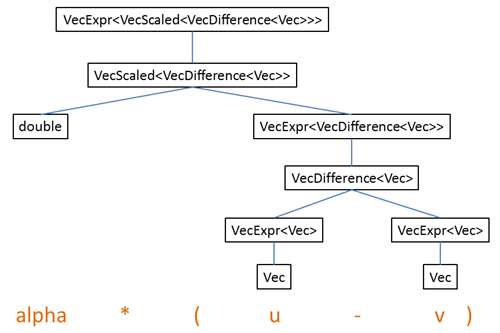 VecExpr<VecScaled<VecDifference<Vec>>>
VecScaled<VecDifference<Vec>>
double
VecExpr<VecDifference<Vec>>
VecDifference<Vec>
VecExpr<Vec> VecExpr<Vec>
Vec Vec
alpha * ( u - v )